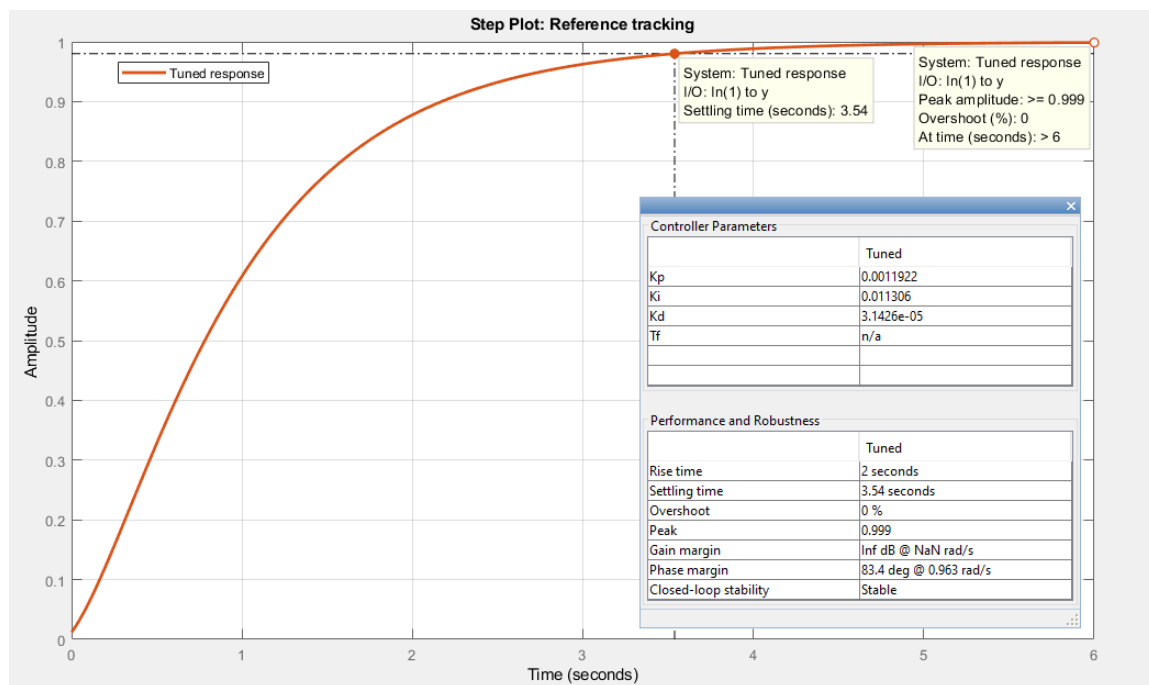 Step Plot: Reference tracking
Tuned response
System: Tuned response
I/O: In(1) to y
Settling time (seconds): 3.54
System: Tuned response
I/O: In(1) to y
Peak amplitude: >= 0.999
Overshoot (%): 0
At time (seconds): > 6
Amplitude
1
0.9
0.8
0.7
0.6
0.5
0.4
0.3
0.2
0.1
0
0 1 2 3 4 5 6
Time (seconds)
Controller Parameters
Tuned
Kp 0.0011922
Ki 0.011306
Kd 3.1426e-05
Tf n/a
Performance and Robustness
Tuned
Rise time 2 seconds
Settling time 3.54 seconds
Overshoot 0 %
Peak 0.999
Gain margin Inf dB @ NaN rad/s
Phase margin 83.4 deg @ 0.963 rad/s
Closed-loop stability Stable